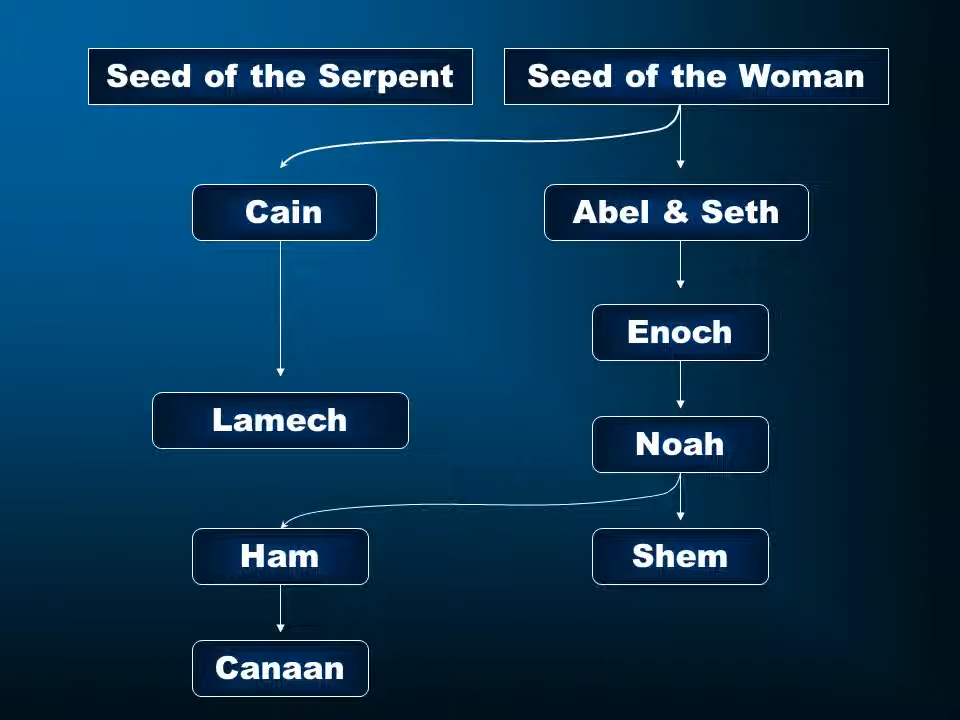 Seed of the Serpent
Seed of the Woman
Cain
Abel & Seth
Enoch
Lamech
Noah
Ham
Shem
Canaan